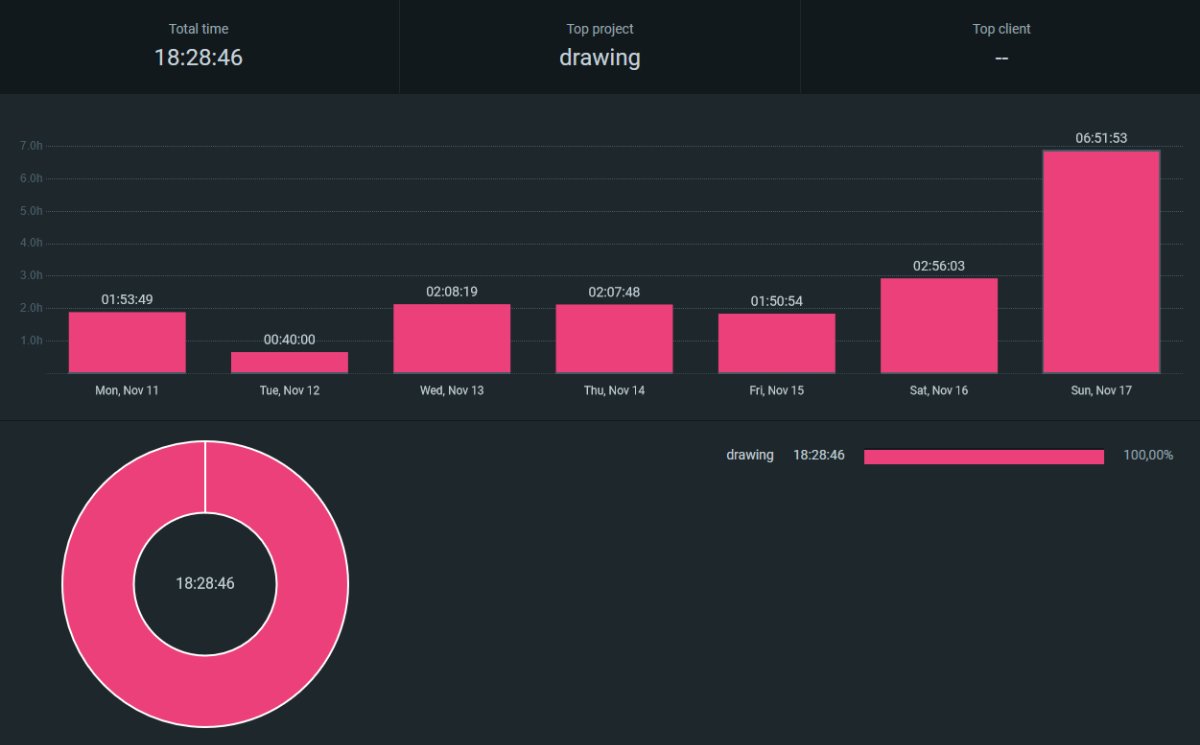 Total time
18:28:46
Top project
drawing
Top client
--
7.0h
6.0h
5.0h
4.0h
3.0h
2.0h
1.0h
01:53:49
00:40:00
02:08:19
02:07:48
01:50:54
02:56:03
06:51:53
Mon, Nov 11
Tue, Nov 12
Wed, Nov 13
Thu, Nov 14
Fri, Nov 15
Sat, Nov 16
Sun, Nov 17
18:28:46
drawing 18:28:46 100,00%